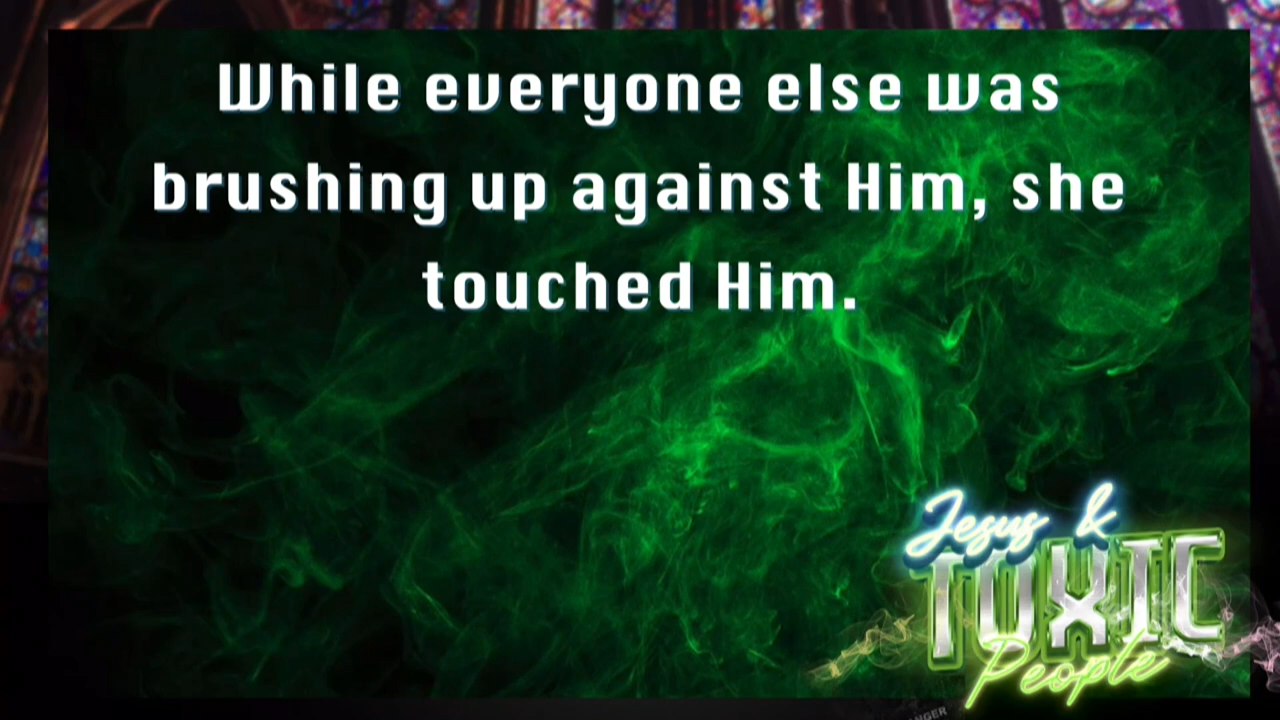 While everyone else was
brushing up against Him, she
touched Him.
Jesus &
TOXIC
People